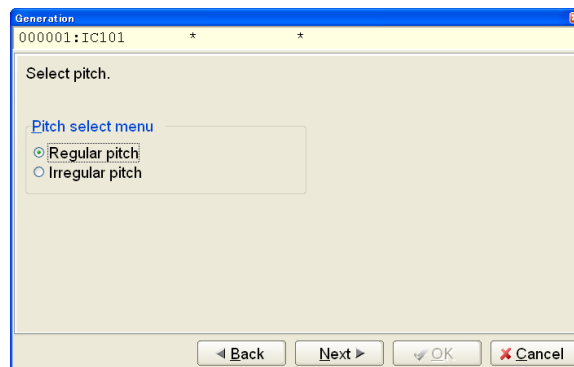 Generation
000001:IC101 * *
Select pitch.
Pitch select menu
Regular pitch
Irregular pitch
Back Next OK Cancel